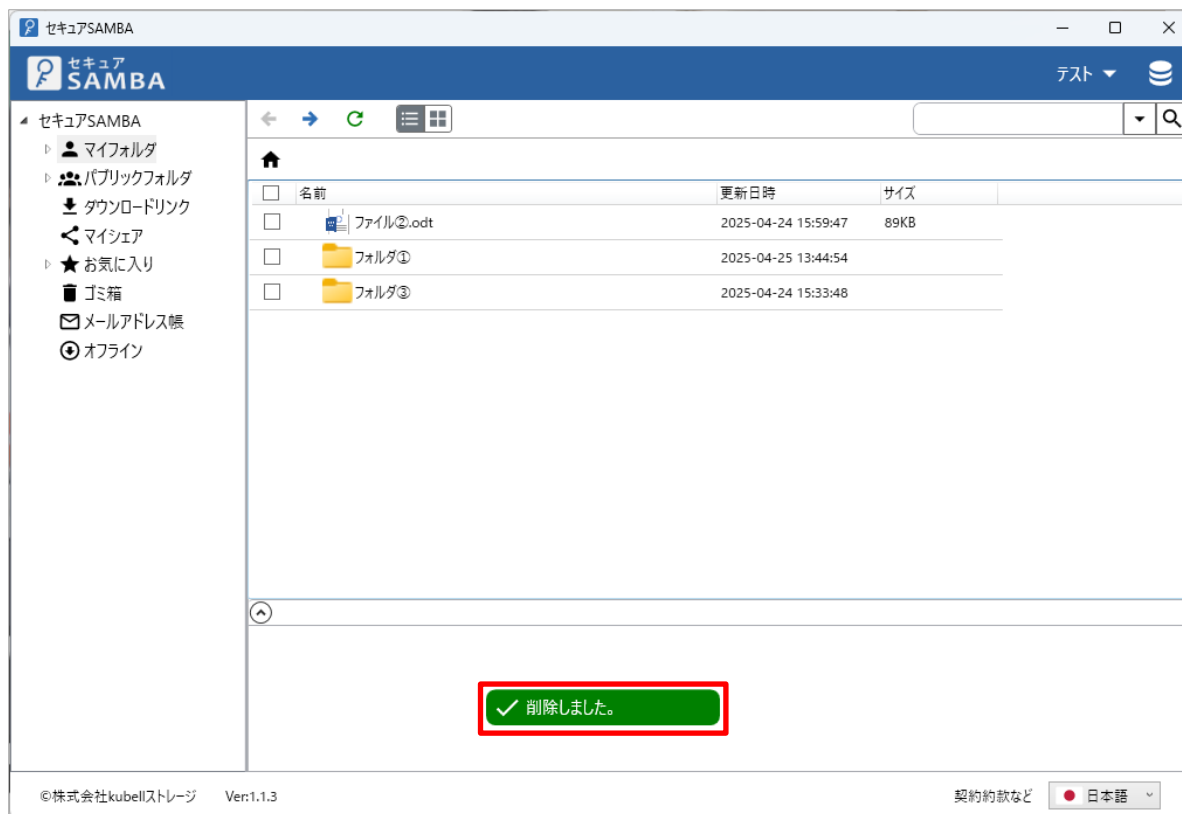 セキュアSAMBA
セキュア
SAMBA
テスト
セキュアSAMBA
マイフォルダ
パブリックフォルダ
ダウンロードリンク
マイシェア
お気に入り
ゴミ箱
メールアドレス帳
オフライン
名前 更新日時 サイズ
ファイル②.odt 2025-04-24 15:59:47 89KB
フォルダ① 2025-04-25 13:44:54
フォルダ③ 2025-04-24 15:33:48
削除しました。
©株式会社kubellストレージ Ver:1.1.3 契約約款など 日本語